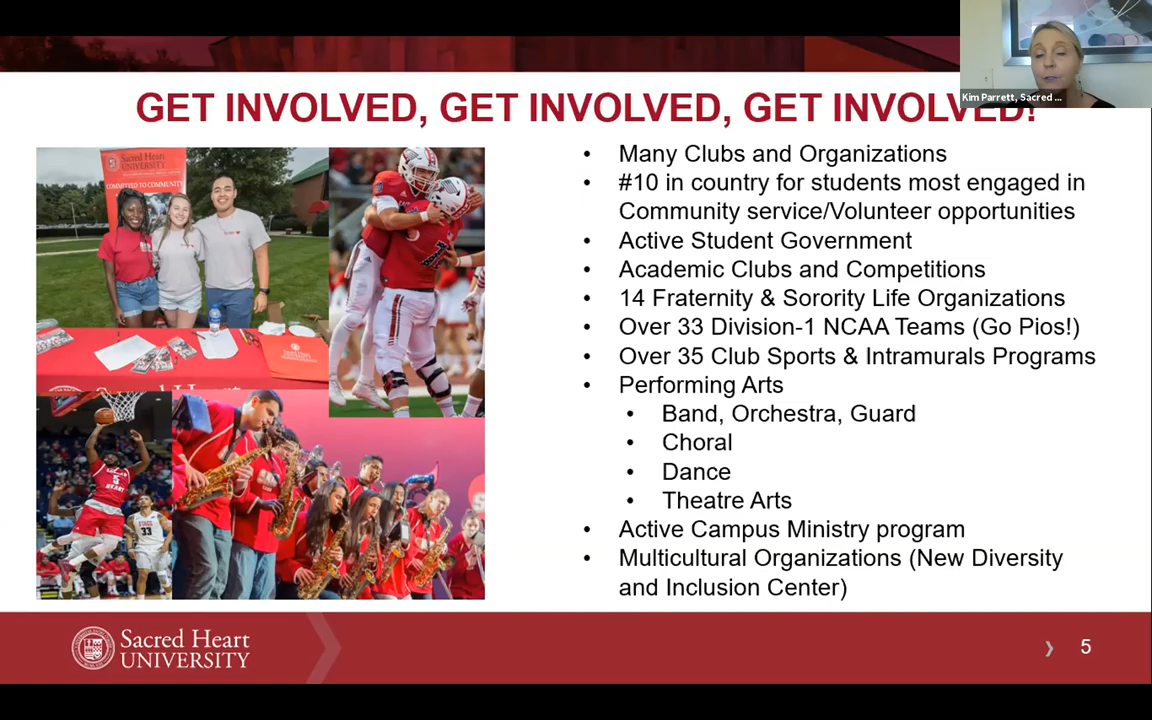 Kim Parrett, Sacred ...
GET INVOLVED, GET INVOLVED, GET INVOLVED!
Sacred Heart
UNIVERSITY
COMMITTED TO COMMUNITY
• Many Clubs and Organizations
• #10 in country for students most engaged in
Community service/Volunteer opportunities
• Active Student Government
• Academic Clubs and Competitions
• 14 Fraternity & Sorority Life Organizations
• Over 33 Division-1 NCAA Teams (Go Pios!)
• Over 35 Club Sports & Intramurals Programs
• Performing Arts
• Band, Orchestra, Guard
• Choral
• Dance
• Theatre Arts
• Active Campus Ministry program
• Multicultural Organizations (New Diversity
and Inclusion Center)
5
33
Sacred Heart
UNIVERSITY
5